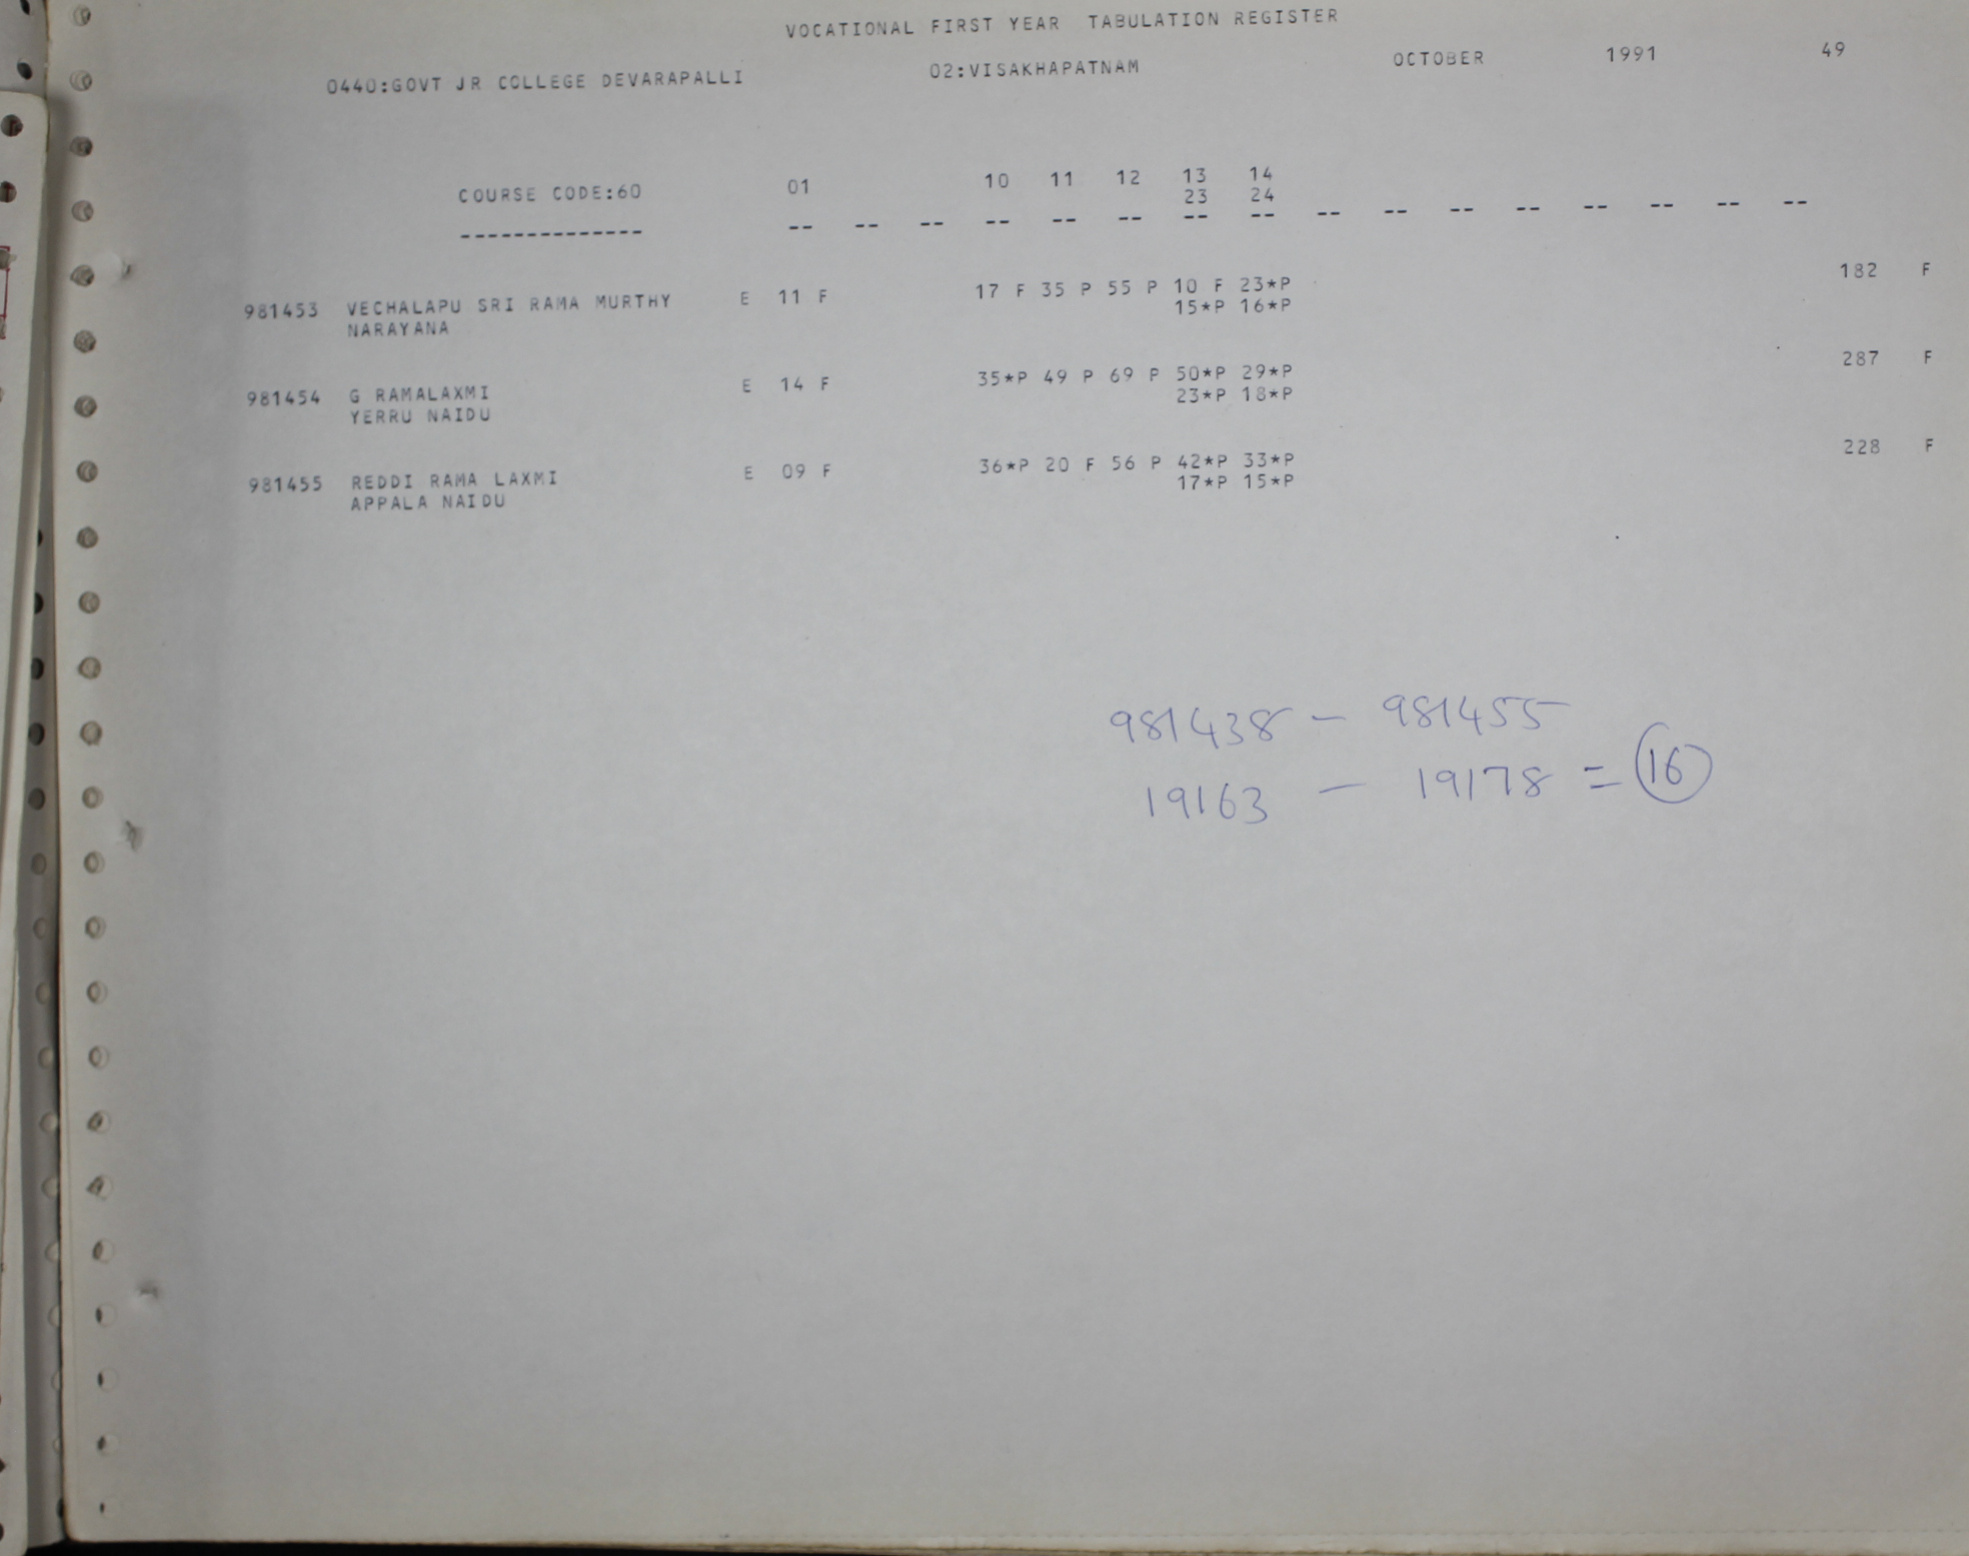 VOCATIONAL FIRST YEAR TABULATION REGISTER
0440:GOVT JR COLLEGE DEVARAPALLI 02:VISAKHAPATNAM OCTOBER 1991 49
COURSE CODE:60 01 10 11 12 13 14
23 24
-------------- -- -- -- -- -- -- -- -- -- -- -- -- -- -- -- --
981453 VECHALAPU SRI RAMA MURTHY E 11 F 17 F 35 P 55 P 10 F 23*P 182 F
NARAYANA 15*P 16*P
981454 G RAMALAXMI E 14 F 35*P 49 P 69 P 50*P 29*P 287 F
YERRU NAIDU 23*P 18*P
981455 REDDI RAMA LAXMI E 09 F 36*P 20 F 56 P 42*P 33*P 228 F
APPALA NAIDU 17*P 15*P
981438 - 981455
19163 - 19178 = 16